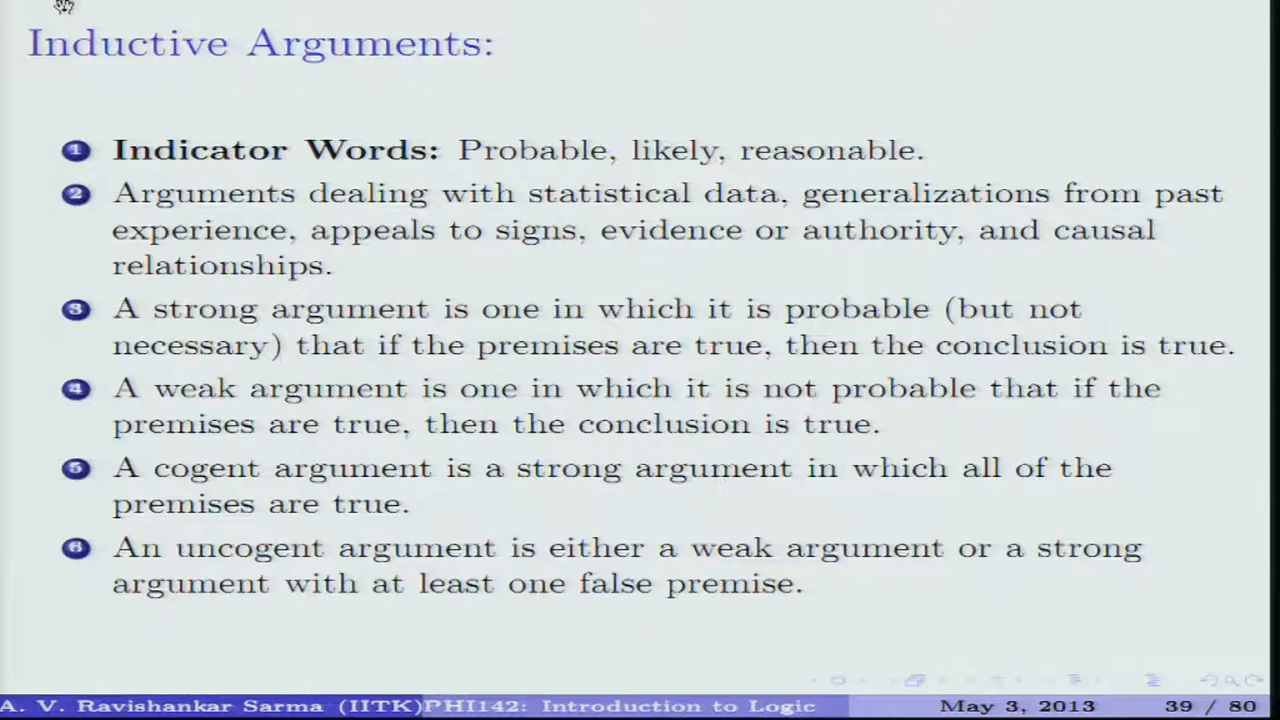 Inductive Arguments:
1 Indicator Words: Probable, likely, reasonable.
2 Arguments dealing with statistical data, generalizations from past
experience, appeals to signs, evidence or authority, and causal
relationships.
3 A strong argument is one in which it is probable (but not
necessary) that if the premises are true, then the conclusion is true.
4 A weak argument is one in which it is not probable that if the
premises are true, then the conclusion is true.
5 A cogent argument is a strong argument in which all of the
premises are true.
6 An uncogent argument is either a weak argument or a strong
argument with at least one false premise.
A. V. Ravishankar Sarma (IITK) PHI142: Introduction to Logic May 3, 2013 39 / 80